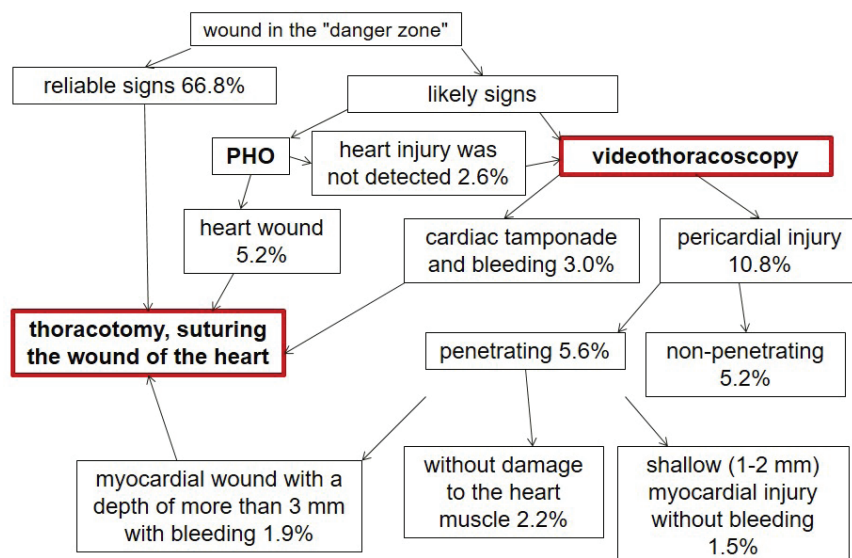 wound in the "danger zone"
reliable signs 66.8%
likely signs
PHO
heart injury was
not detected 2.6%
videothoracoscopy
heart wound
5.2%
cardiac tamponade
and bleeding 3.0%
pericardial injury
10.8%
thoracotomy, suturing
the wound of the heart
penetrating 5.6%
non-penetrating
5.2%
myocardial wound with a
depth of more than 3 mm
with bleeding 1.9%
without damage
to the heart
muscle 2.2%
shallow (1-2 mm)
myocardial injury
without bleeding
1.5%